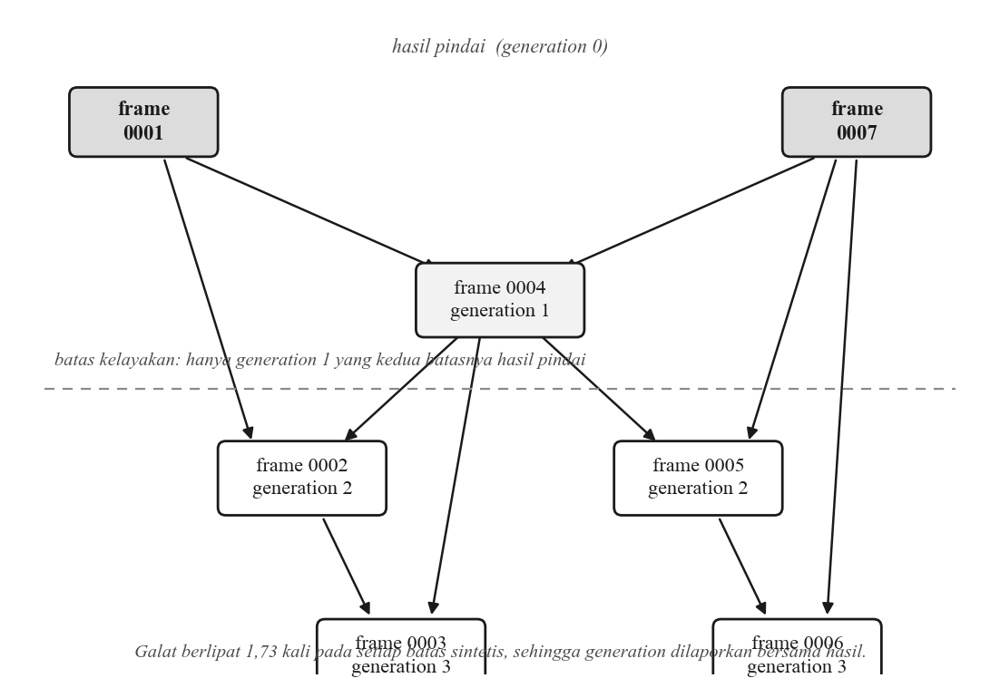 hasil pindai (generation 0)
frame
0001
frame
0007
frame 0004
generation 1
batas kelayakan: hanya generation 1 yang kedua batasnya hasil pindai
frame 0002
generation 2
frame 0005
generation 2
frame 0003
generation 3
frame 0006
generation 3
Galat berlipat 1,73 kali pada setiap batas sintetis, sehingga generation dilaporkan bersama hasil.